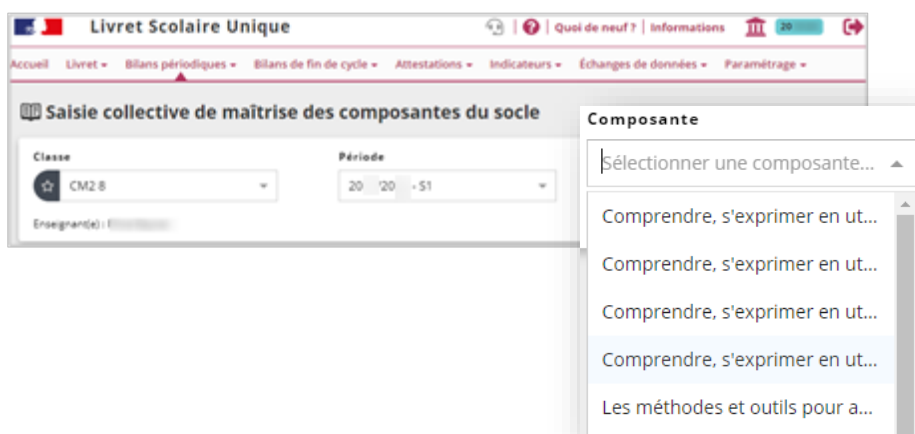 Livret Scolaire Unique
Quoi de neuf ? | Informations
20
Accueil Livret Bilans périodiques Bilans de fin de cycle Attestations Indicateurs Échanges de données Paramétrage
Saisie collective de maîtrise des composantes du socle
Classe
Période
CM2 8
20 '20 - S1
Enseignant(e) :
Composante
Sélectionner une composante...
Comprendre, s'exprimer en ut...
Comprendre, s'exprimer en ut...
Comprendre, s'exprimer en ut...
Comprendre, s'exprimer en ut...
Les méthodes et outils pour a...